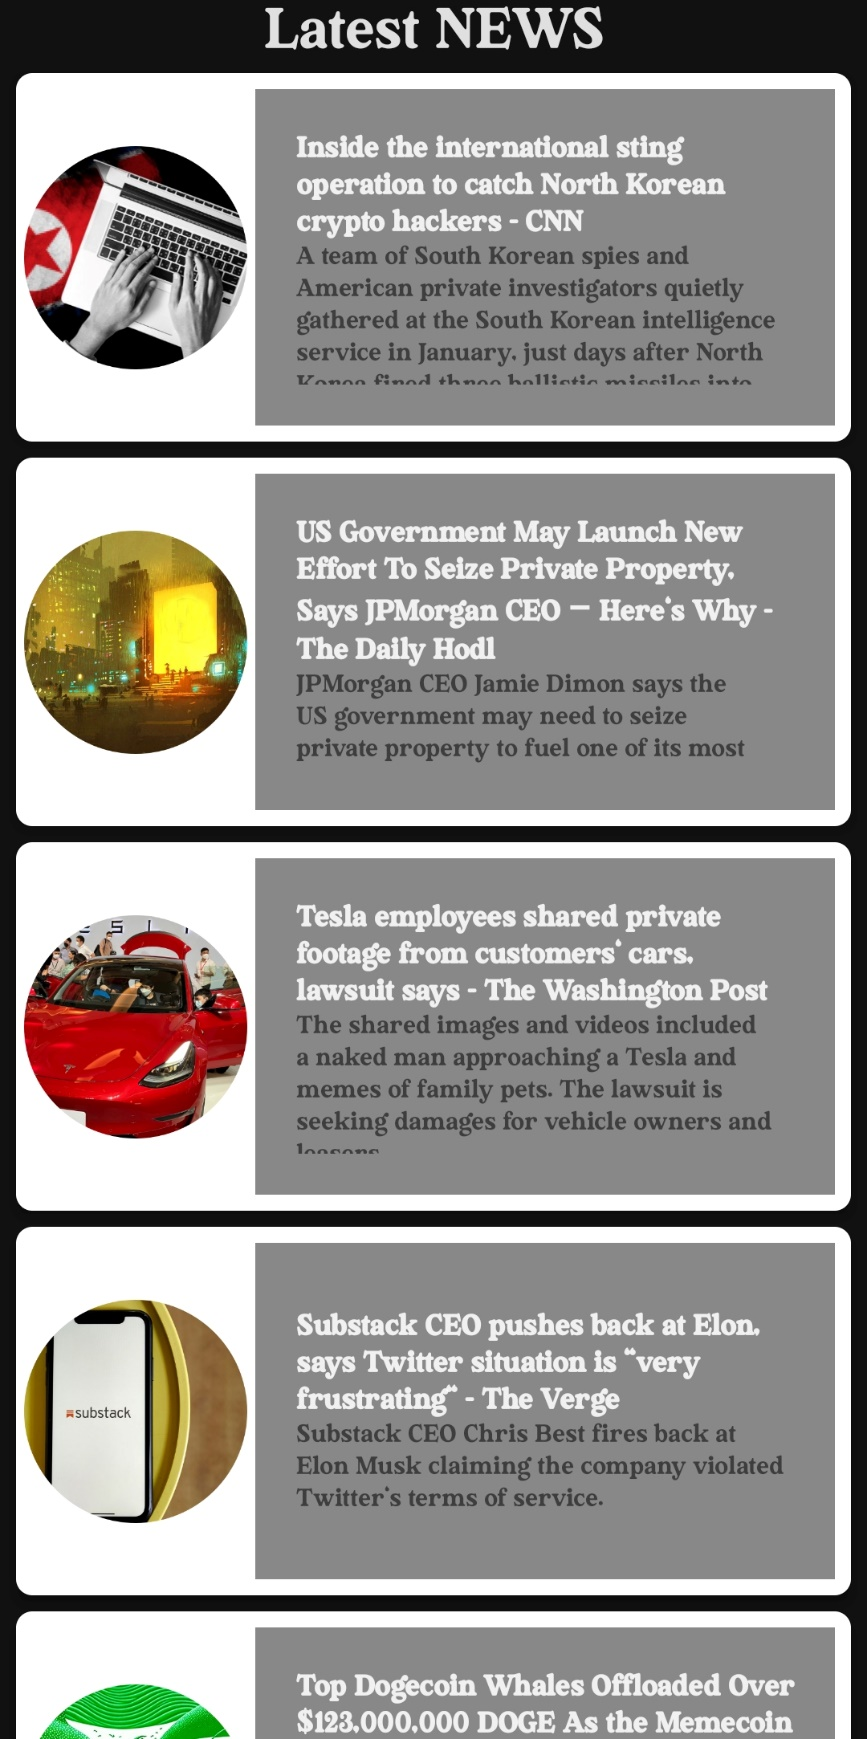 Latest NEWS
Inside the international sting
operation to catch North Korean
crypto hackers - CNN
A team of South Korean spies and
American private investigators quietly
gathered at the South Korean intelligence
service in January, just days after North
Korea fired three ballistic missiles into
US Government May Launch New
Effort To Seize Private Property,
Says JPMorgan CEO — Here's Why -
The Daily Hodl
JPMorgan CEO Jamie Dimon says the
US government may need to seize
private property to fuel one of its most
Tesla employees shared private
footage from customers' cars,
lawsuit says - The Washington Post
The shared images and videos included
a naked man approaching a Tesla and
memes of family pets. The lawsuit is
seeking damages for vehicle owners and
leasers.
substack
Substack CEO pushes back at Elon,
says Twitter situation is “very
frustrating” - The Verge
Substack CEO Chris Best fires back at
Elon Musk claiming the company violated
Twitter's terms of service.
Top Dogecoin Whales Offloaded Over
$123,000,000 DOGE As the Memecoin